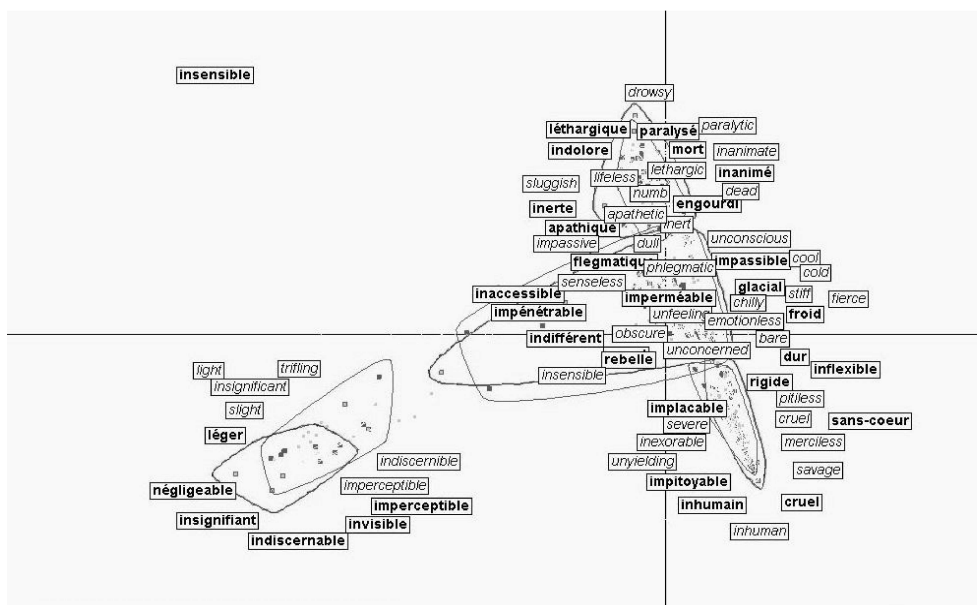 insensible
drowsy
léthargique paralysé paralytic
indolore mort inanimate
lifeless lethargic inanimé
sluggish numb dead
inerte apathetic engourdi
apathique inert
impassive dull unconscious
flegmatique phlegmatic impassible cool
senseless cold
inaccessible imperméable glacial stiff fierce
impénétrable unfeeling chilly froid
indifférent obscure emotionless bare
rebelle unconcerned dur
insensible inflexible
light trifling rigide
insignificant pitiless
slight implacable cruel sans-coeur
léger severe merciless
indiscernible inexorable
imperceptible unyielding savage
négligeable impitoyable
imperceptible inhumain cruel
insignifiant invisible
indiscernable inhuman